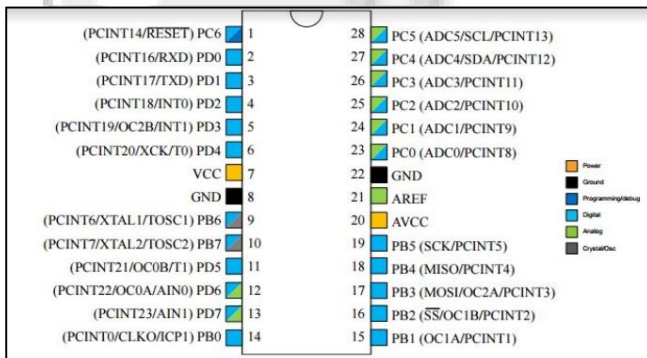 (PCINT14/RESET) PC6 1
(PCINT16/RXD) PD0 2
(PCINT17/TXD) PD1 3
(PCINT18/INT0) PD2 4
(PCINT19/OC2B/INT1) PD3 5
(PCINT20/XCK/T0) PD4 6
VCC 7
GND 8
(PCINT6/XTAL1/TOSC1) PB6 9
(PCINT7/XTAL2/TOSC2) PB7 10
(PCINT21/OC0B/T1) PD5 11
(PCINT22/OC0A/AIN0) PD6 12
(PCINT23/AIN1) PD7 13
(PCINT0/CLKO/ICP1) PB0 14
28 PC5 (ADC5/SCL/PCINT13)
27 PC4 (ADC4/SDA/PCINT12)
26 PC3 (ADC3/PCINT11)
25 PC2 (ADC2/PCINT10)
24 PC1 (ADC1/PCINT9)
23 PC0 (ADC0/PCINT8)
22 GND
21 AREF
20 AVCC
19 PB5 (SCK/PCINT5)
18 PB4 (MISO/PCINT4)
17 PB3 (MOSI/OC2A/PCINT3)
16 PB2 (SS/OC1B/PCINT2)
15 PB1 (OC1A/PCINT1)
Power
Ground
Programming/debug
Digital
Analog
Crystal/Osc